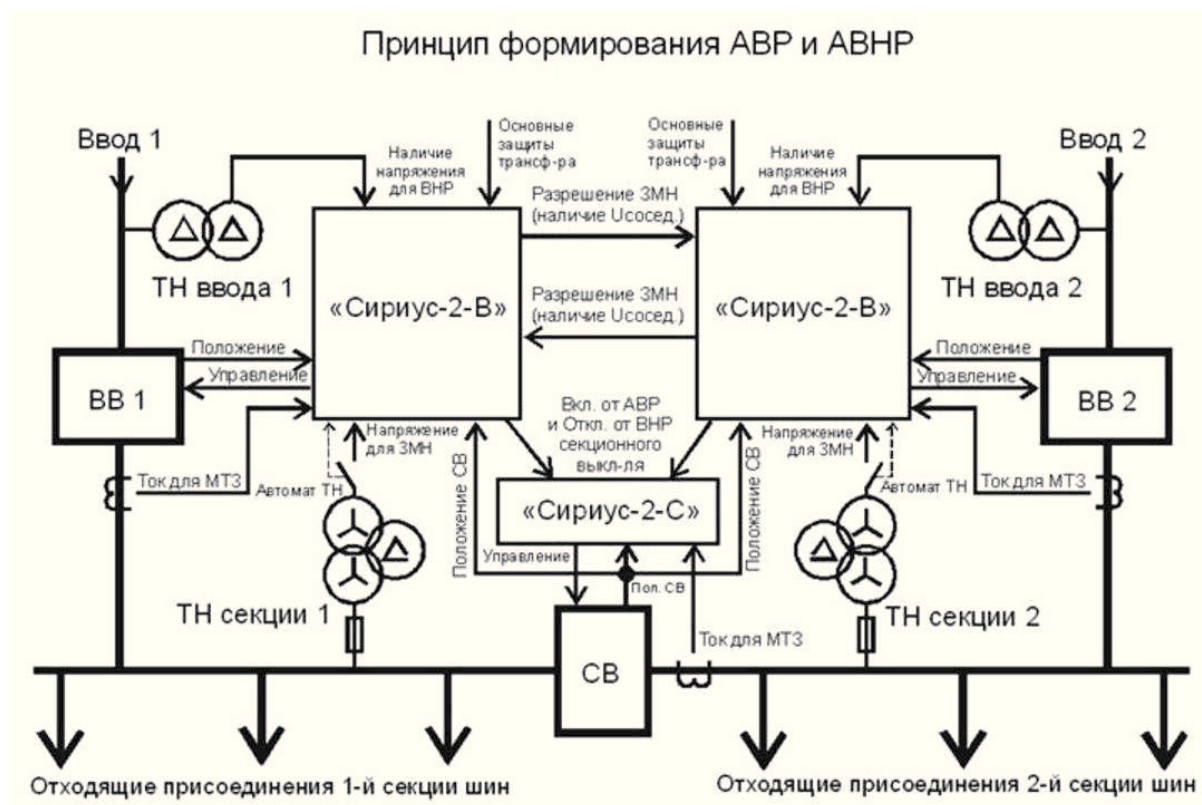 Принцип формирования АВР и АВНР
Ввод 1
Наличие
напряжения
для ВНР
Основные
защиты
трансф-ра
Основные
защиты
трансф-ра
Наличие
напряжения
для ВНР
Ввод 2
Разрешение ЗМН
(наличие Uсосед.)
ТН ввода 1
«Сириус-2-В»
Разрешение ЗМН
(наличие Uсосед.)
«Сириус-2-В»
ТН ввода 2
Положение
Управление
ВВ 1
Положение
Управление
ВВ 2
Напряжение
для ЗМН
Вкл. от АВР
и Откл. от ВНР
секционного
выкл-ля
Напряжение
для ЗМН
Ток для МТЗ
Автомат ТН
Положение СВ
«Сириус-2-С»
Положение СВ
Автомат ТН
Ток для МТЗ
Управление
Пол. СВ
ТН секции 1
ТН секции 2
Ток для МТЗ
СВ
Отходящие присоединения 1-й секции шин
Отходящие присоединения 2-й секции шин